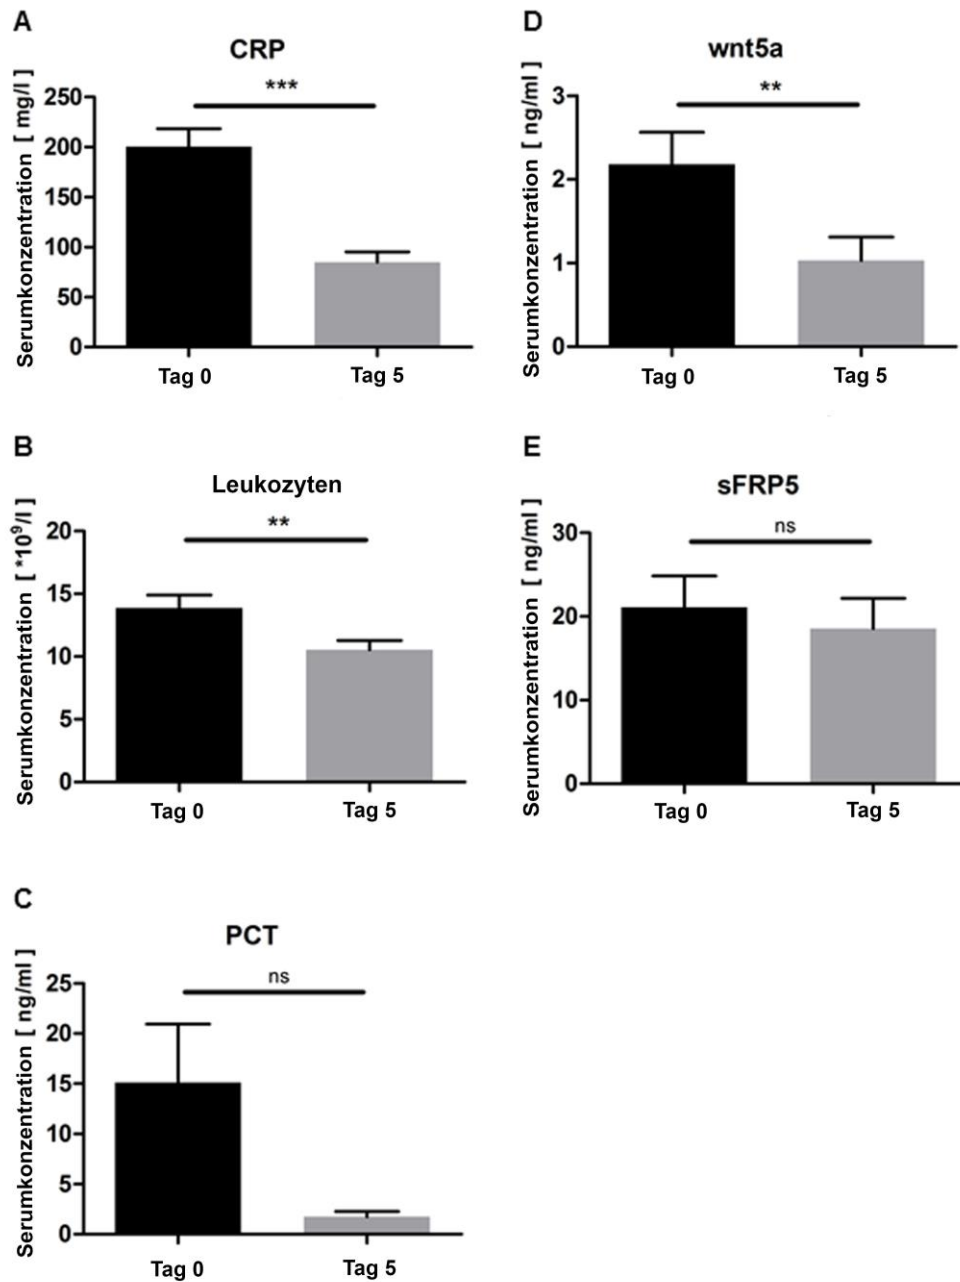 A
CRP
***
Serumkonzentration [ mg/l ]
250
200
150
100
50
0
Tag 0
Tag 5
D
wnt5a
**
Serumkonzentration [ ng/ml ]
3
2
1
0
Tag 0
Tag 5
B
Leukozyten
**
Serumkonzentration [ *10⁹/l ]
20
15
10
5
0
Tag 0
Tag 5
E
sFRP5
ns
Serumkonzentration [ ng/ml ]
30
20
10
0
Tag 0
Tag 5
C
PCT
ns
Serumkonzentration [ ng/ml ]
25
20
15
10
5
0
Tag 0
Tag 5